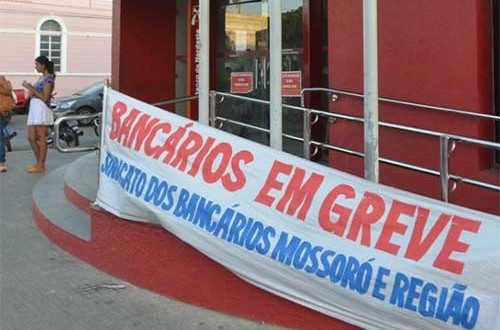 BANCÁRIOS EM GREVE
SINDICATO DOS BANCÁRIOS MOSSORÓ E REGIÃO